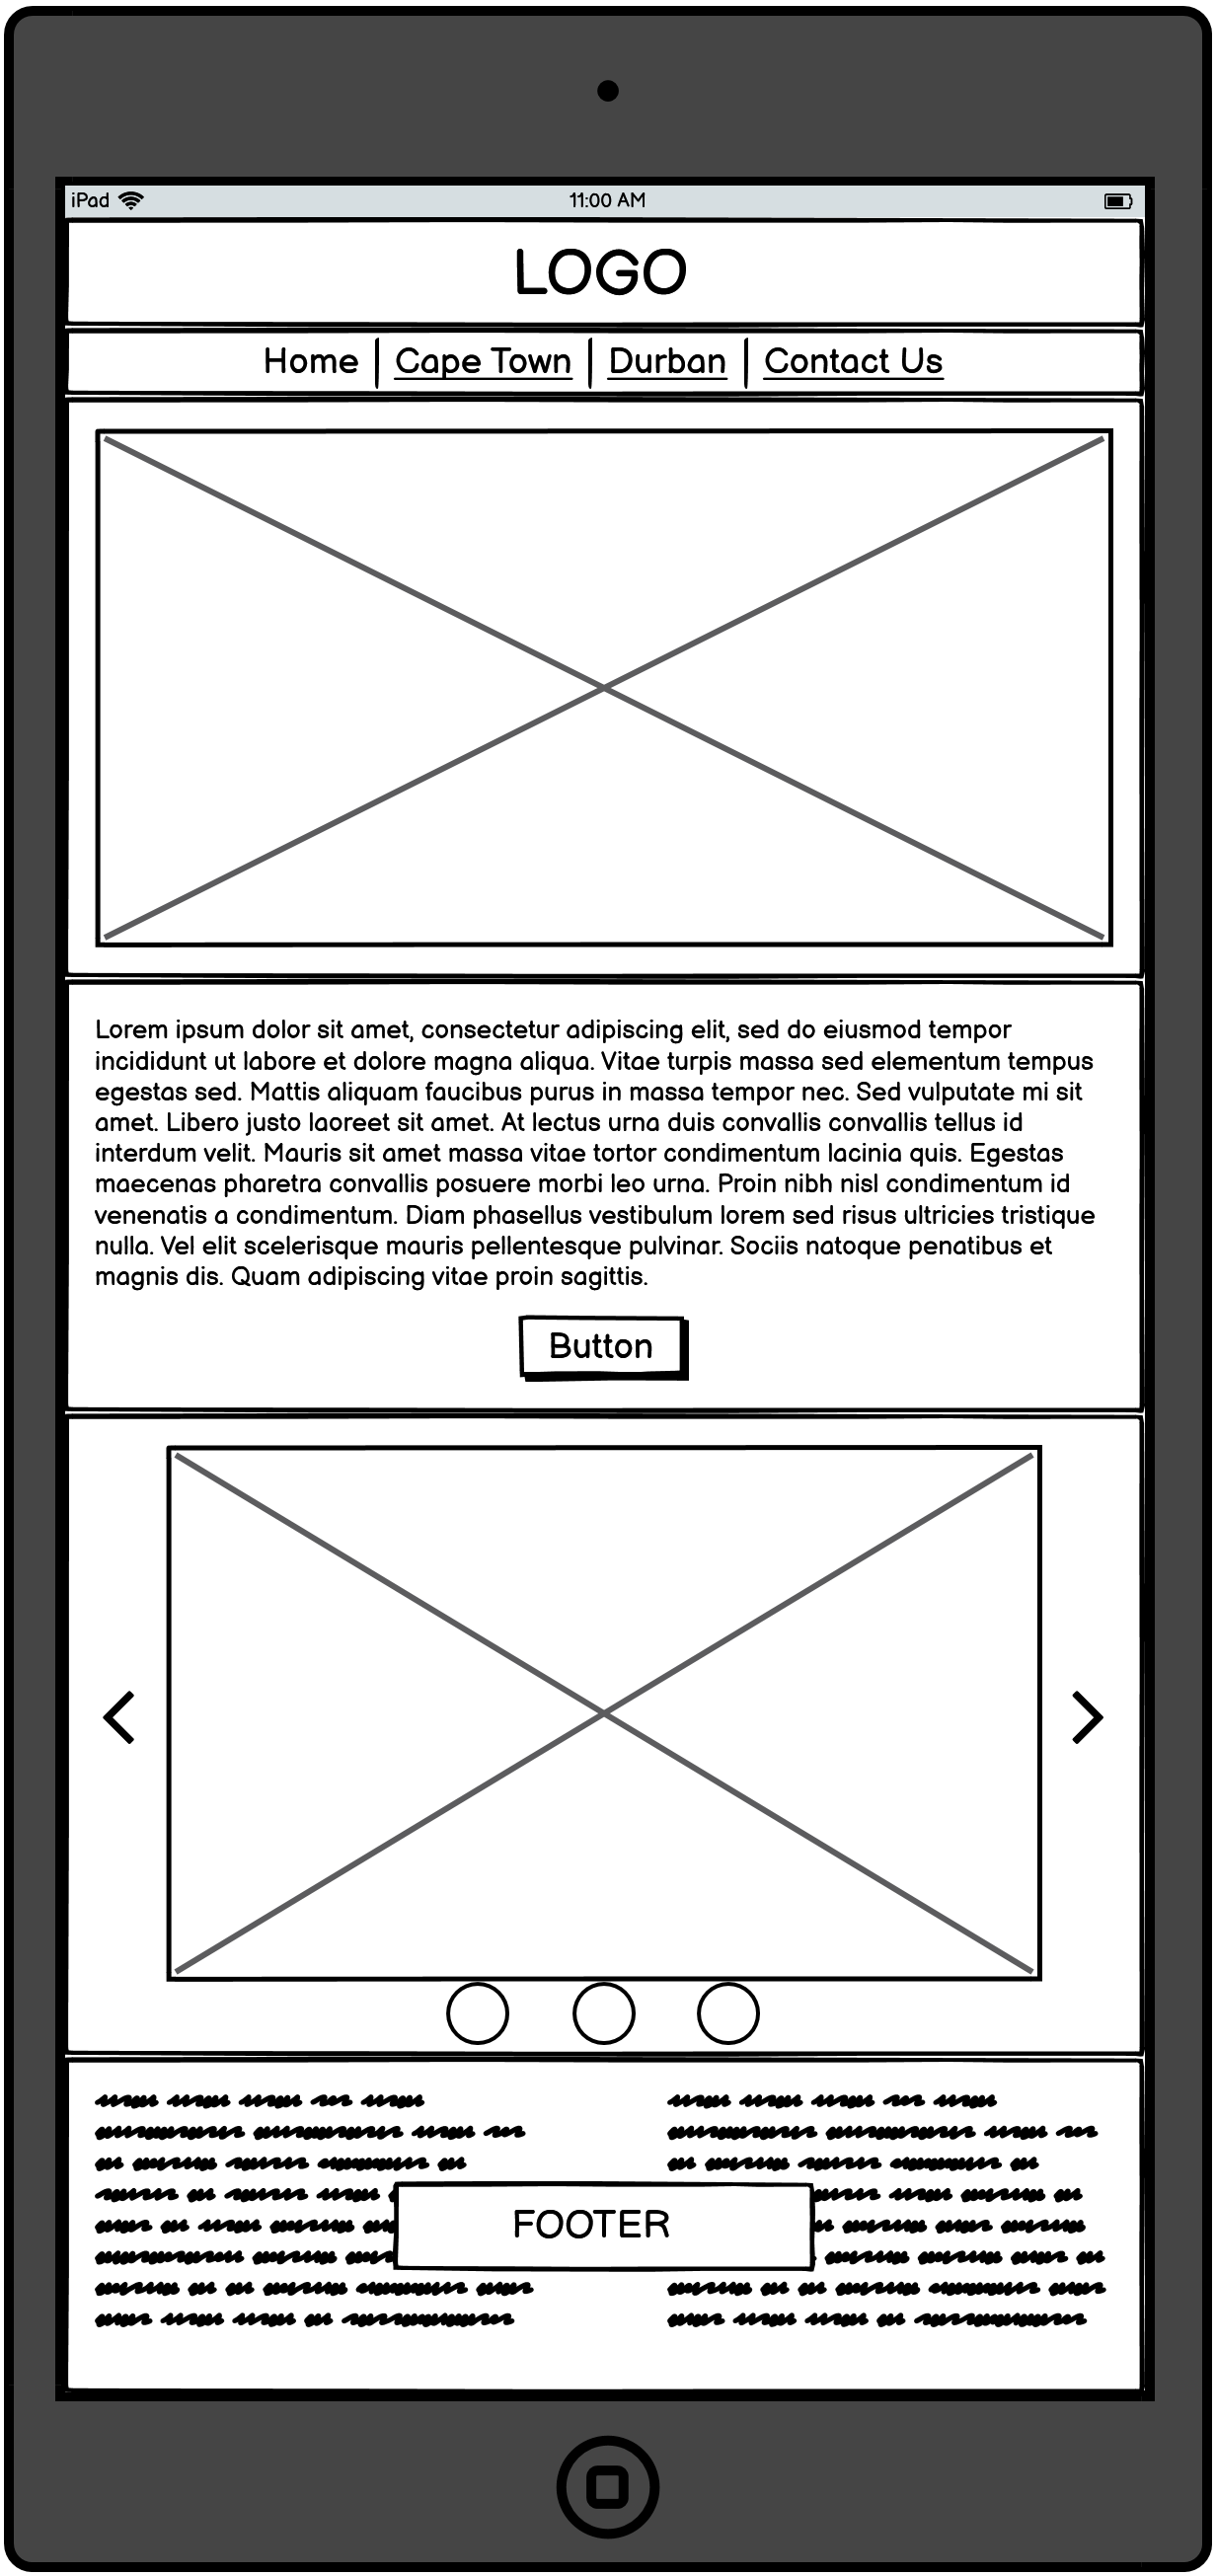 iPad 11:00 AM
LOGO
Home Cape Town Durban Contact Us
Lorem ipsum dolor sit amet, consectetur adipiscing elit, sed do eiusmod tempor
incididunt ut labore et dolore magna aliqua. Vitae turpis massa sed elementum tempus
egestas sed. Mattis aliquam faucibus purus in massa tempor nec. Sed vulputate mi sit
amet. Libero justo laoreet sit amet. At lectus urna duis convallis convallis tellus id
interdum velit. Mauris sit amet massa vitae tortor condimentum lacinia quis. Egestas
maecenas pharetra convallis posuere morbi leo urna. Proin nibh nisl condimentum id
venenatis a condimentum. Diam phasellus vestibulum lorem sed risus ultricies tristique
nulla. Vel elit scelerisque mauris pellentesque pulvinar. Sociis natoque penatibus et
magnis dis. Quam adipiscing vitae proin sagittis.
Button
FOOTER